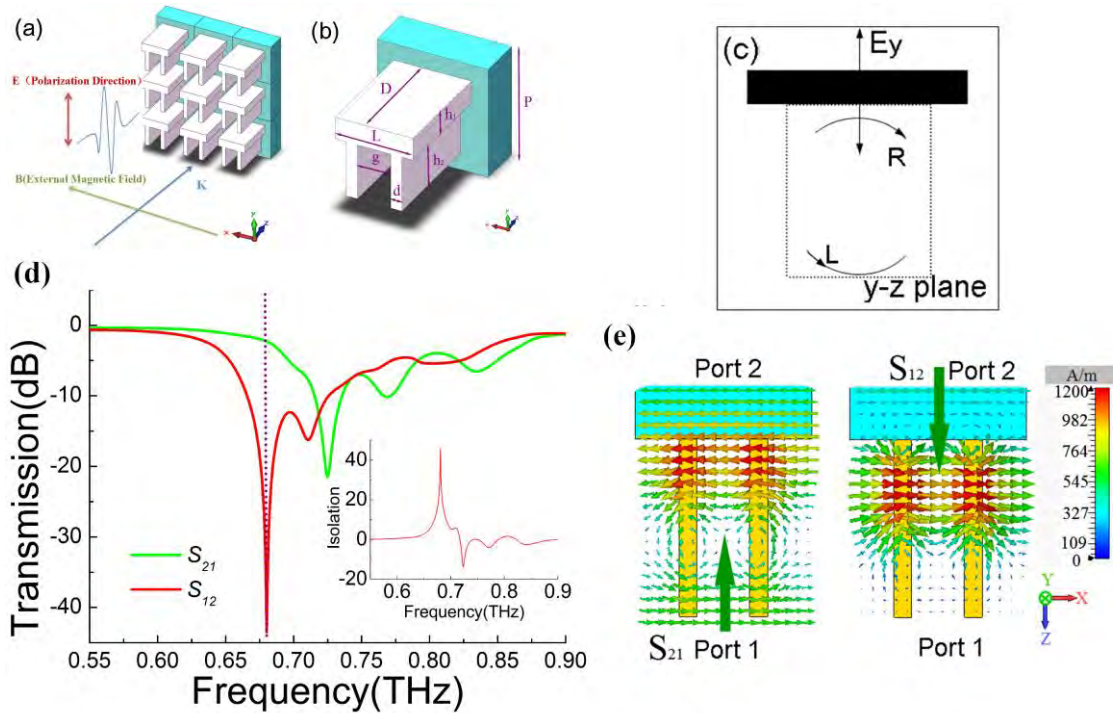 (a)
E（Polarization Direction)
B(External Magnetic Field)
K
Y
Z
X
(b)
D
P
h₁
L
h₂
g
d
(c)
Ey
R
L
y-z plane
(d)
Transmission(dB)
0
-10
-20
-30
-40
S₂₁
S₁₂
Isolation
40
20
0
-20
0.6
0.7
0.8
0.9
Frequency(THz)
0.55
0.60
0.65
0.70
0.75
0.80
0.85
0.90
Frequency(THz)
(e)
Port 2
S₁₂ Port 2
S₂₁ Port 1
Port 1
A/m
1200
982
764
545
327
109
0
Y
X
Z